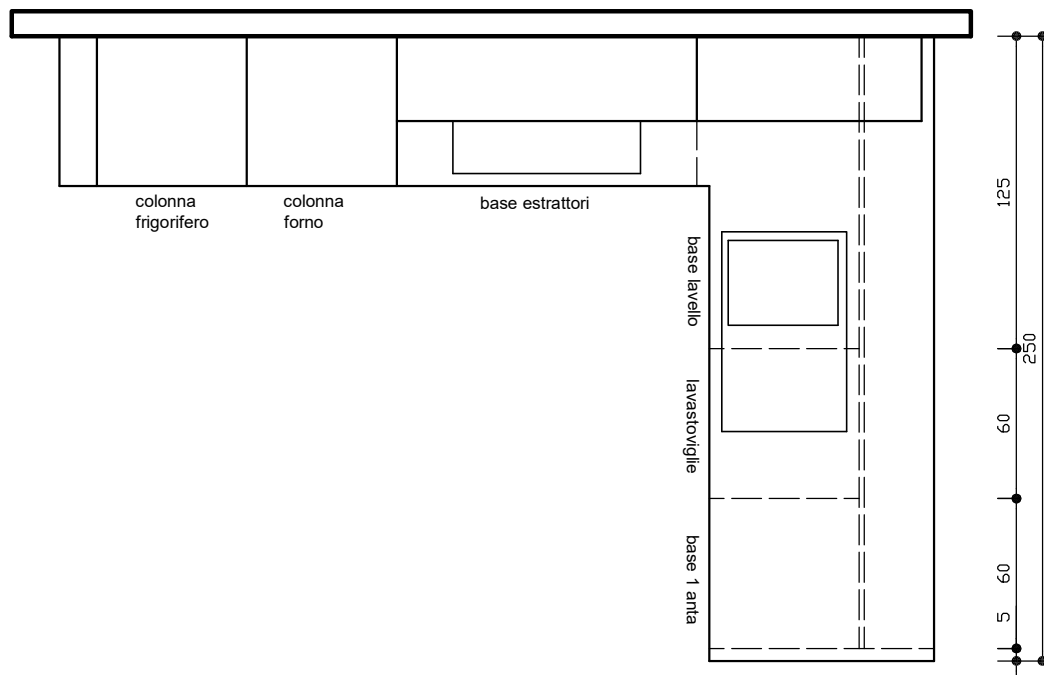 colonna
frigorifero
colonna
forno
base estrattori
base lavello
lavastoviglie
base 1 anta
125
250
60
60
5